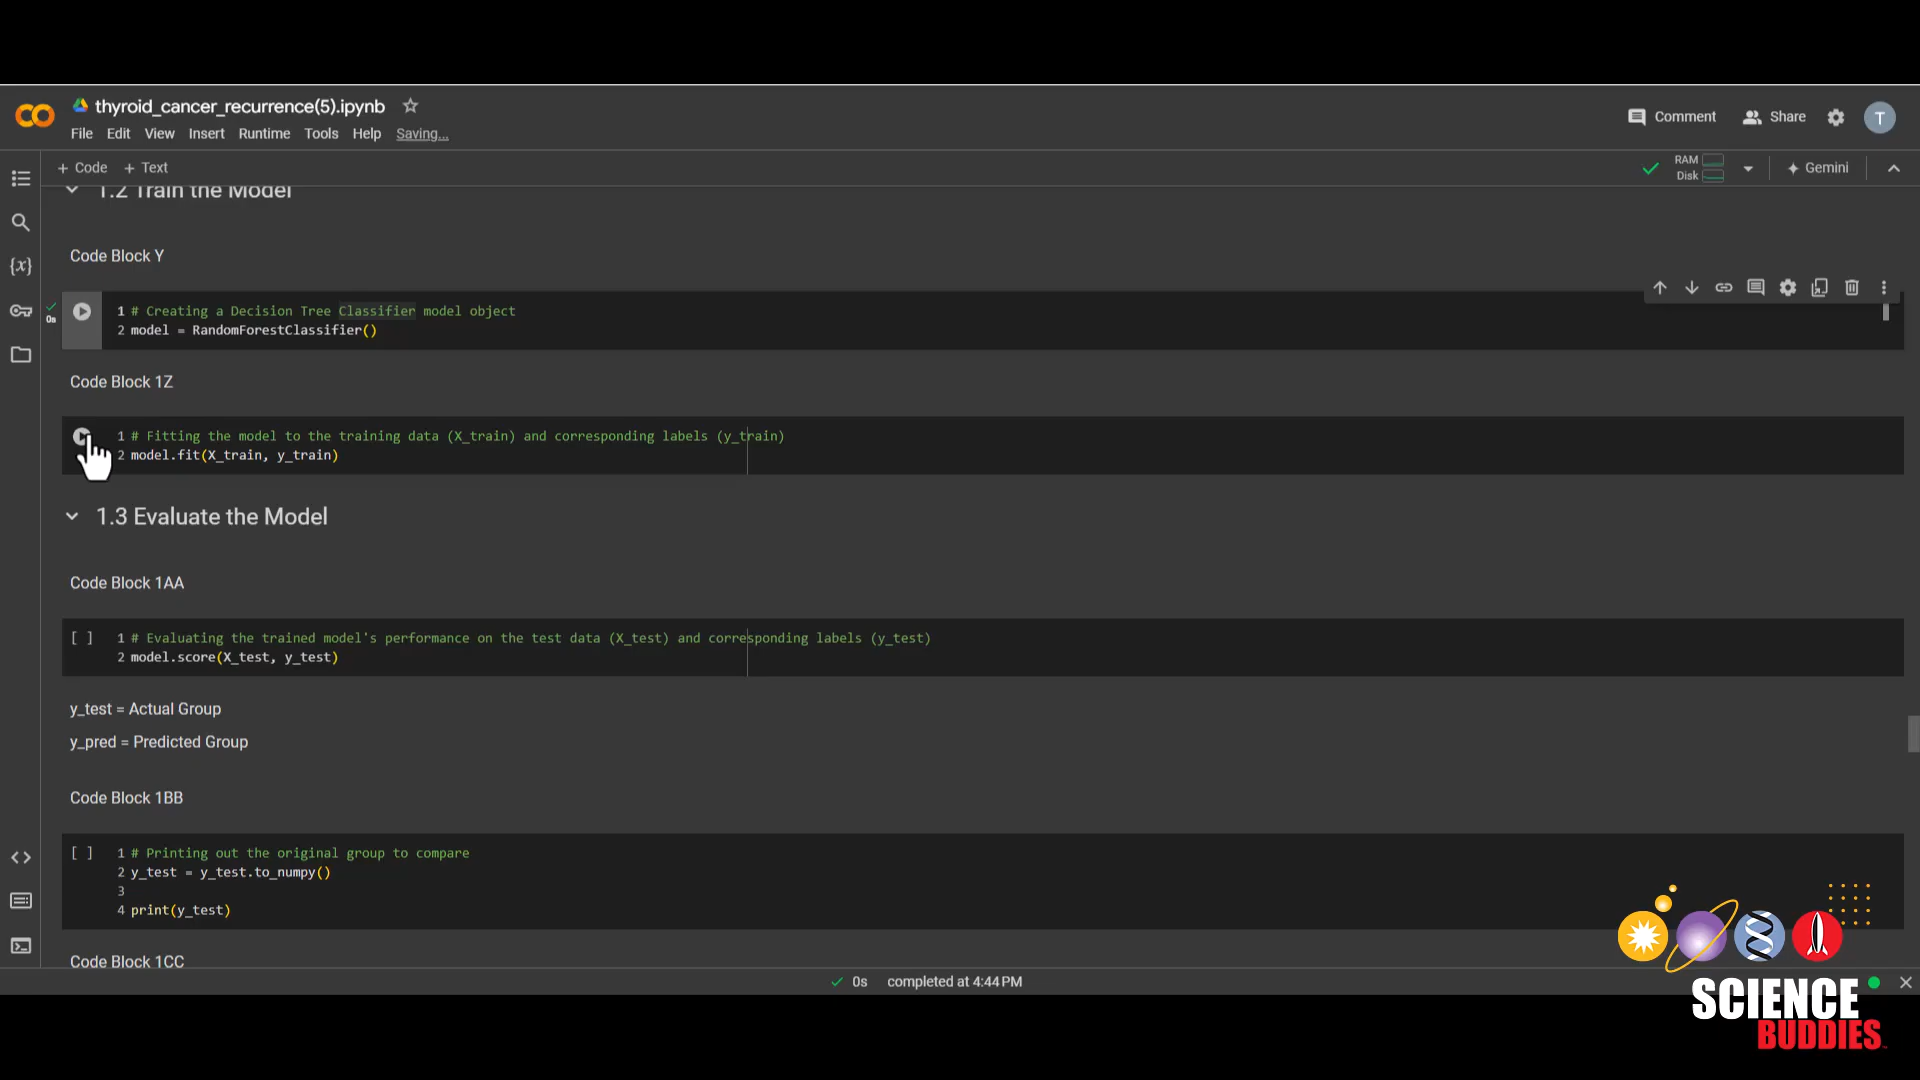 thyroid_cancer_recurrence(5).ipynb
File Edit View Insert Runtime Tools Help Saving...
Comment Share T
+ Code + Text
RAM
Disk
Gemini
1.2 Train the Model
Code Block Y
0s
1 # Creating a Decision Tree Classifier model object
2 model = RandomForestClassifier()
Code Block 1Z
1 # Fitting the model to the training data (X_train) and corresponding labels (y_train)
2 model.fit(X_train, y_train)
1.3 Evaluate the Model
Code Block 1AA
[ ] 1 # Evaluating the trained model's performance on the test data (X_test) and corresponding labels (y_test)
2 model.score(X_test, y_test)
y_test = Actual Group
y_pred = Predicted Group
Code Block 1BB
[ ] 1 # Printing out the original group to compare
2 y_test = y_test.to_numpy()
3
4 print(y_test)
Code Block 1CC
0s completed at 4:44 PM
SCIENCE
BUDDIES